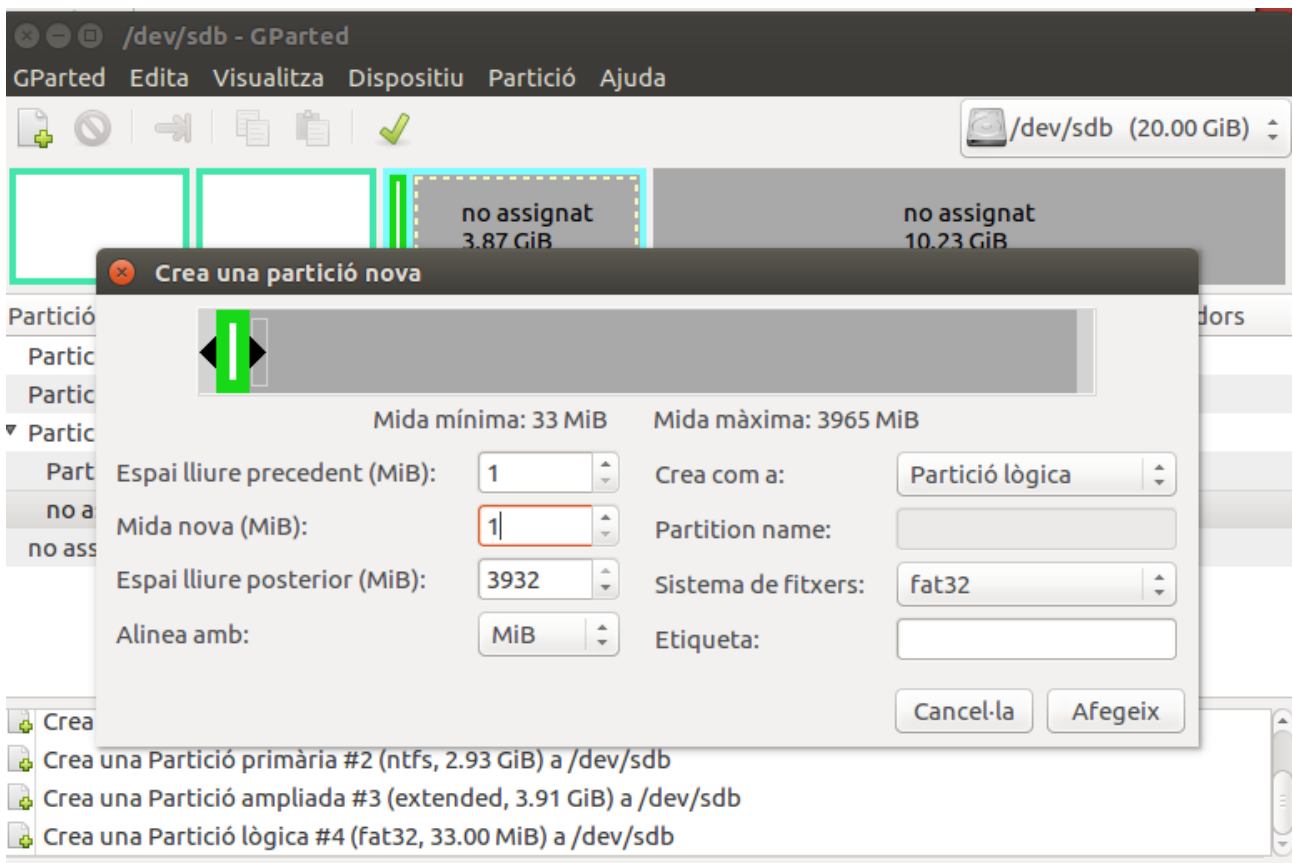 /dev/sdb - GParted
GParted Edita Visualitza Dispositiu Partició Ajuda
/dev/sdb (20.00 GiB)
no assignat
3.87 GiB
no assignat
10.23 GiB
Crea una partició nova
Partició
dors
Partic
Partic
Partic
Part
no a
no ass
Mida mínima: 33 MiB Mida màxima: 3965 MiB
Espai lliure precedent (MiB): 1 Crea com a: Partició lògica
Mida nova (MiB): 1 Partition name:
Espai lliure posterior (MiB): 3932 Sistema de fitxers: fat32
Alinea amb: MiB Etiqueta:
Cancel·la Afegeix
Crea
Crea una Partició primària #2 (ntfs, 2.93 GiB) a /dev/sdb
Crea una Partició ampliada #3 (extended, 3.91 GiB) a /dev/sdb
Crea una Partició lògica #4 (fat32, 33.00 MiB) a /dev/sdb